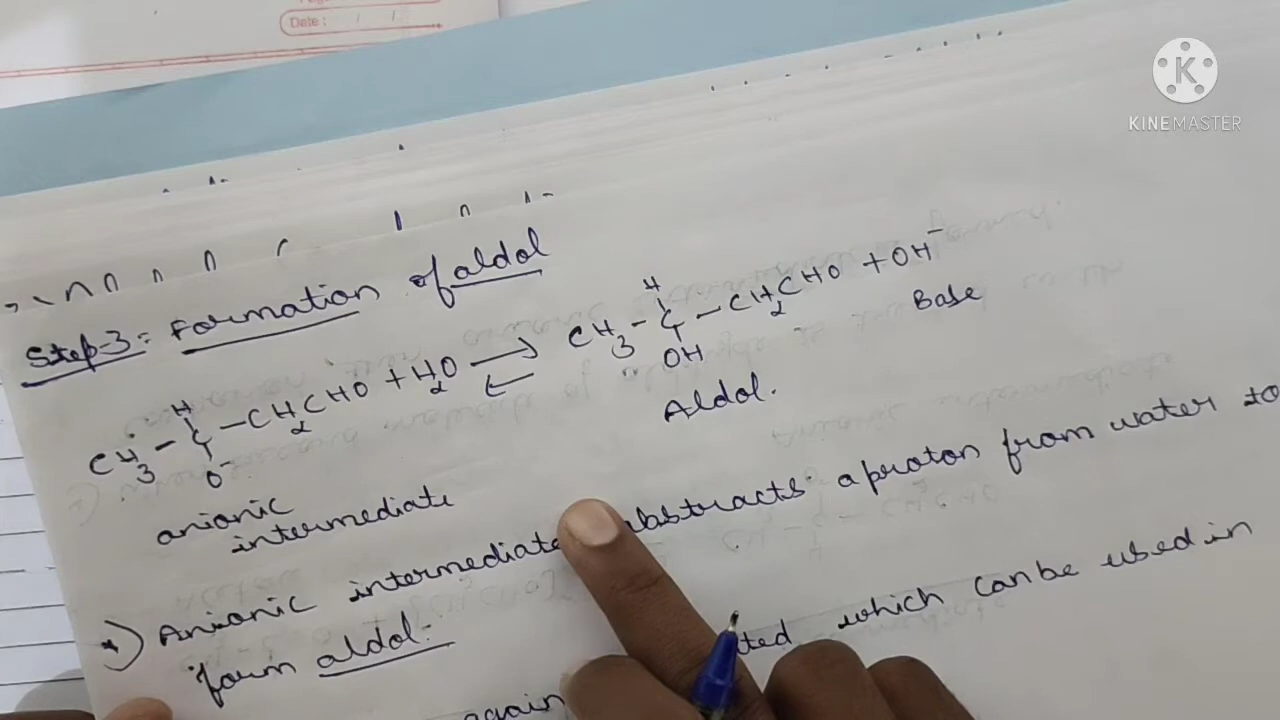 Date : / /
KINEMASTER
Step-3: Formation of aldol
H H
CH3 - C - CH2CHO + H2O ⇌ CH3 - C - CH2CHO + OH-
O- OH Base
anionic Aldol.
intermediate
*) Anionic intermediate abstracts a proton from water to
form aldol:-
again ted which can be used in